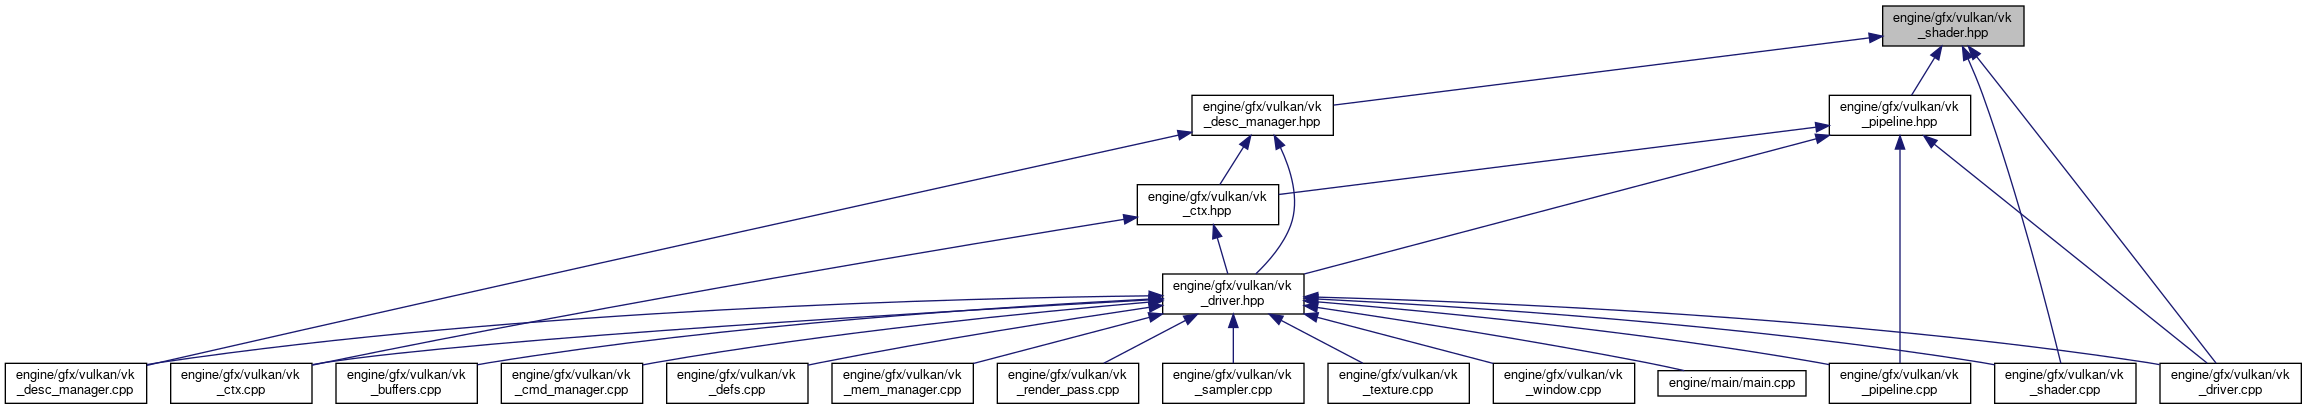 engine/gfx/vulkan/vk
_shader.hpp
engine/gfx/vulkan/vk
_desc_manager.hpp
engine/gfx/vulkan/vk
_pipeline.hpp
engine/gfx/vulkan/vk
_ctx.hpp
engine/gfx/vulkan/vk
_driver.hpp
engine/gfx/vulkan/vk
_desc_manager.cpp
engine/gfx/vulkan/vk
_ctx.cpp
engine/gfx/vulkan/vk
_buffers.cpp
engine/gfx/vulkan/vk
_cmd_manager.cpp
engine/gfx/vulkan/vk
_defs.cpp
engine/gfx/vulkan/vk
_mem_manager.cpp
engine/gfx/vulkan/vk
_render_pass.cpp
engine/gfx/vulkan/vk
_sampler.cpp
engine/gfx/vulkan/vk
_texture.cpp
engine/gfx/vulkan/vk
_window.cpp
engine/main/main.cpp
engine/gfx/vulkan/vk
_pipeline.cpp
engine/gfx/vulkan/vk
_shader.cpp
engine/gfx/vulkan/vk
_driver.cpp